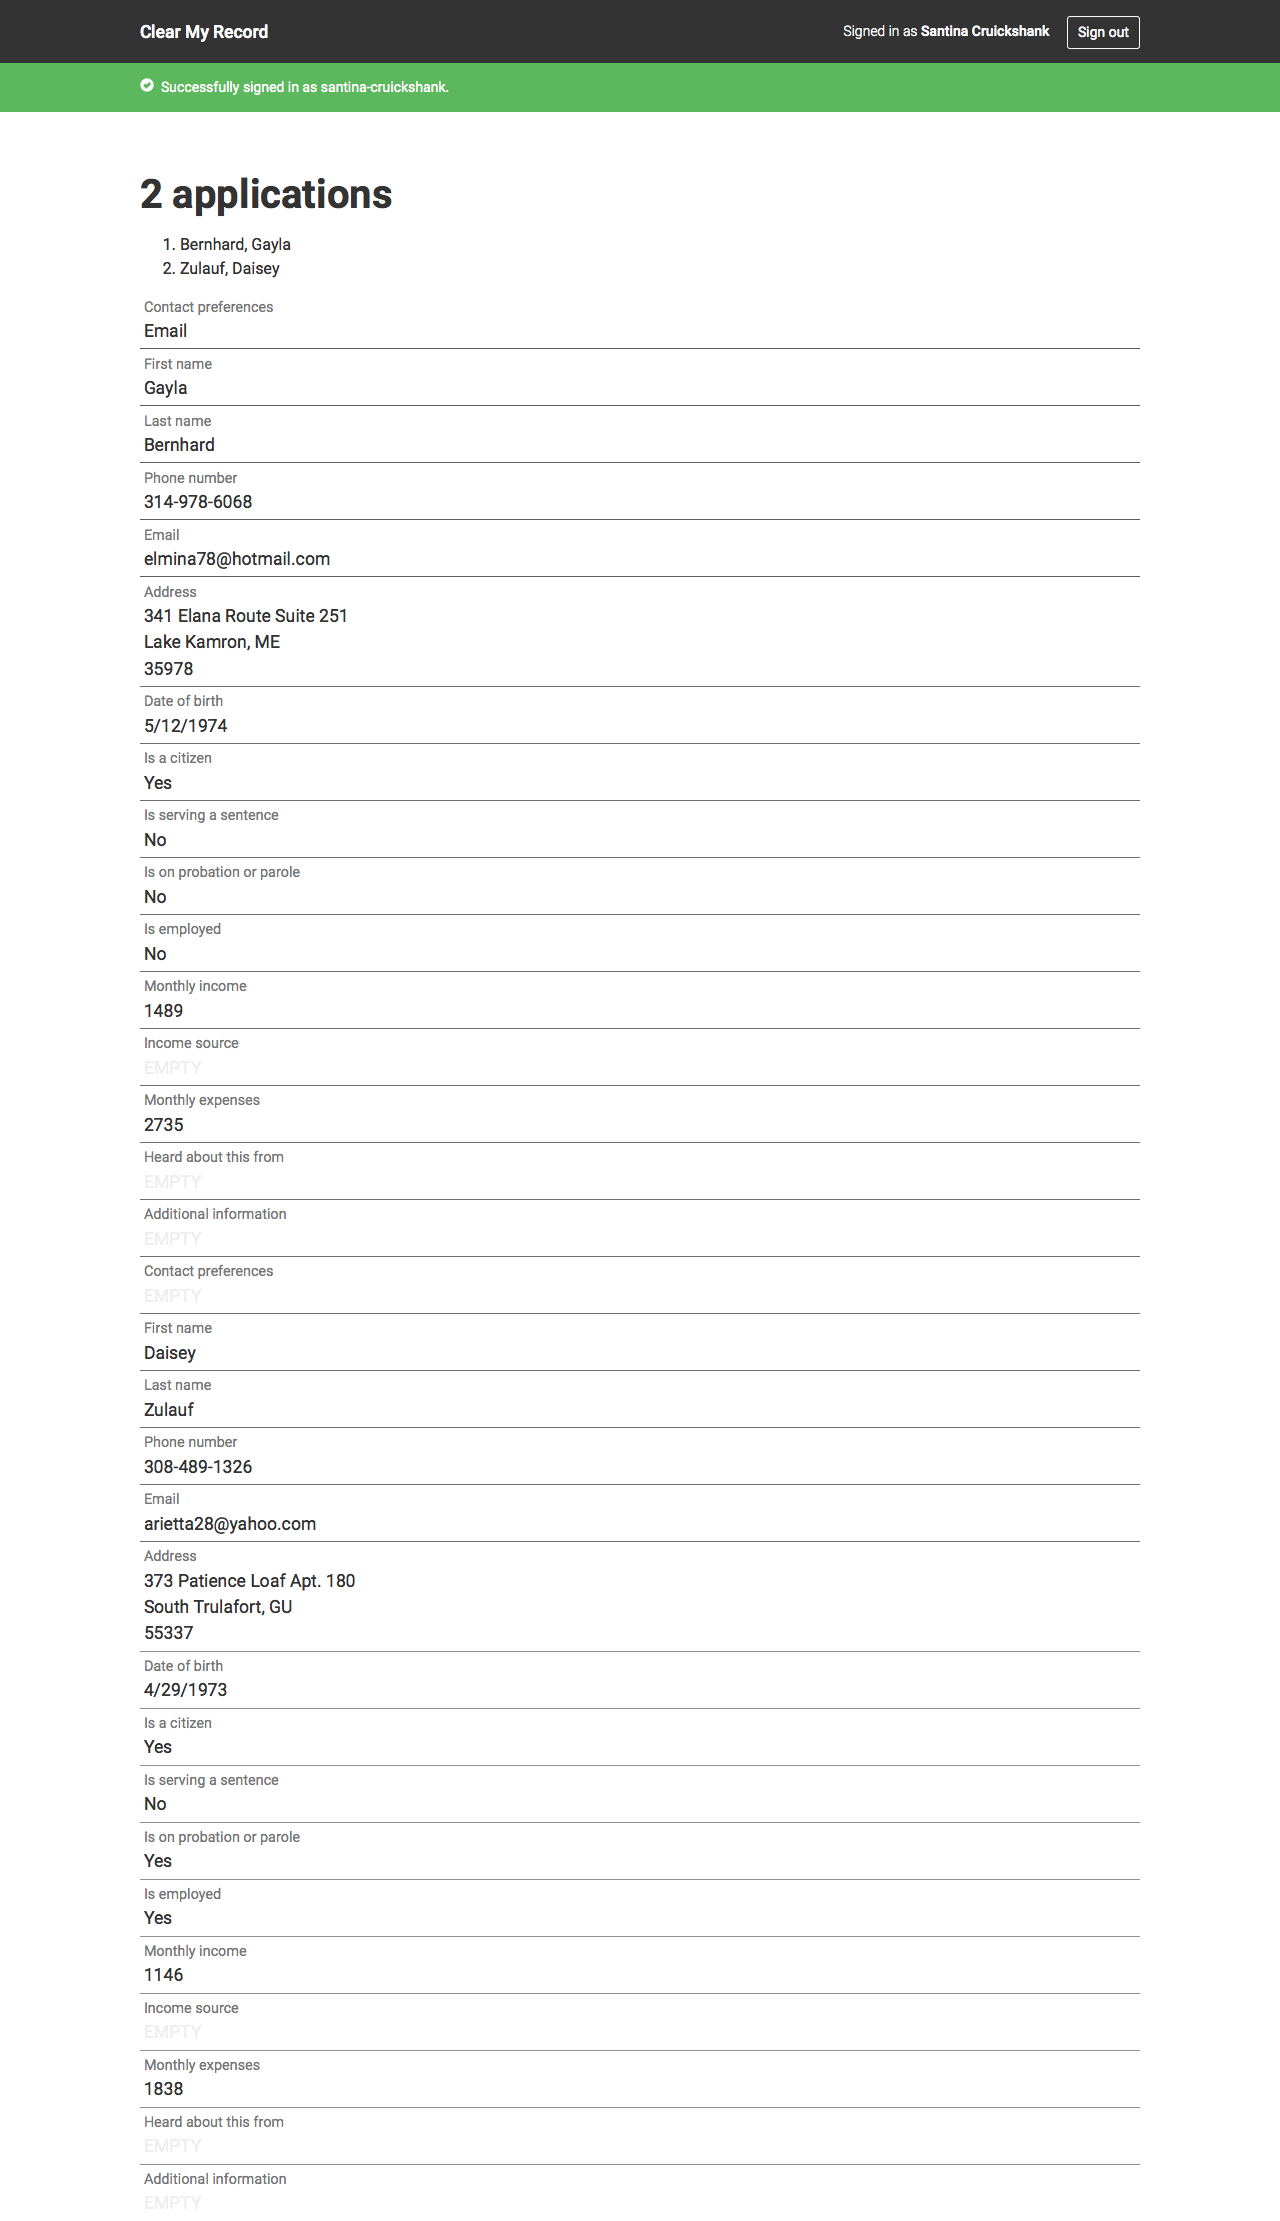 Clear My Record
Signed in as Santina Cruickshank
Sign out
Successfully signed in as santina-cruickshank.
2 applications
1. Bernhard, Gayla
2. Zulauf, Daisey
Contact preferences
Email
First name
Gayla
Last name
Bernhard
Phone number
314-978-6068
Email
elmina78@hotmail.com
Address
341 Elana Route Suite 251
Lake Kamron, ME
35978
Date of birth
5/12/1974
Is a citizen
Yes
Is serving a sentence
No
Is on probation or parole
No
Is employed
No
Monthly income
1489
Income source
EMPTY
Monthly expenses
2735
Heard about this from
EMPTY
Additional information
EMPTY
Contact preferences
EMPTY
First name
Daisey
Last name
Zulauf
Phone number
308-489-1326
Email
arietta28@yahoo.com
Address
373 Patience Loaf Apt. 180
South Trulafort, GU
55337
Date of birth
4/29/1973
Is a citizen
Yes
Is serving a sentence
No
Is on probation or parole
Yes
Is employed
Yes
Monthly income
1146
Income source
EMPTY
Monthly expenses
1838
Heard about this from
EMPTY
Additional information
EMPTY